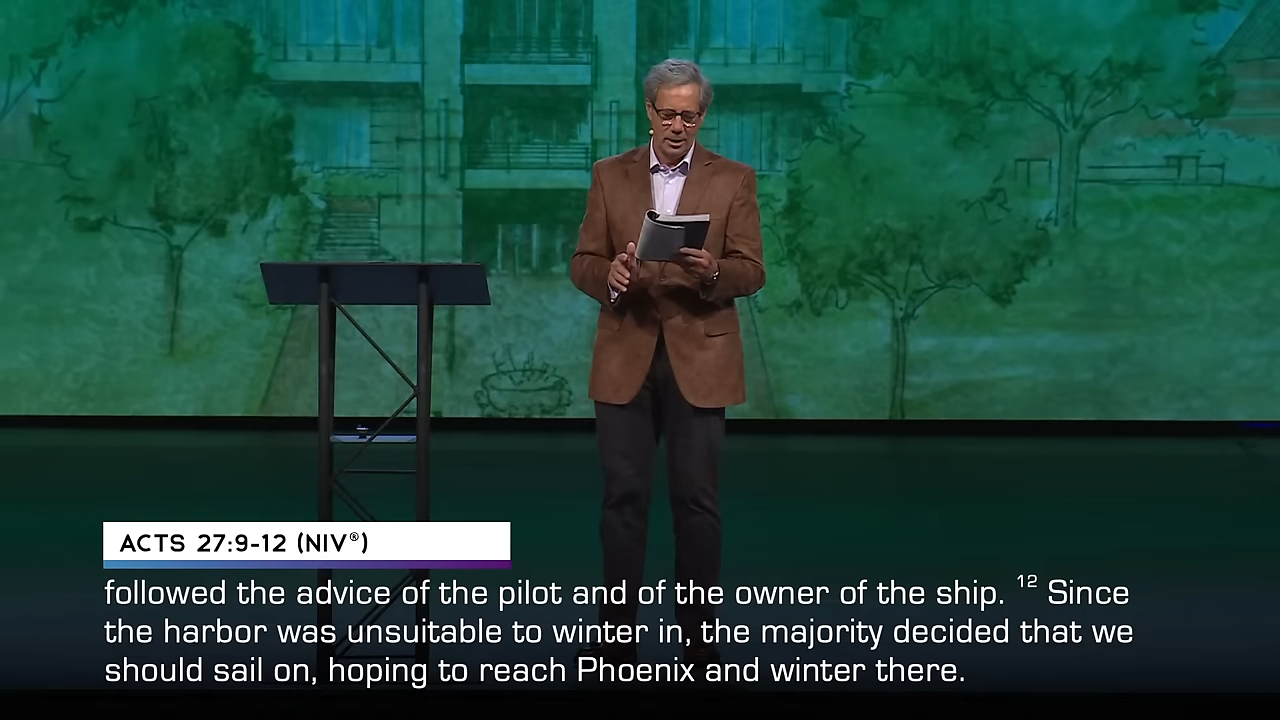 ACTS 27:9-12 (NIV®)
followed the advice of the pilot and of the owner of the ship. 12 Since
the harbor was unsuitable to winter in, the majority decided that we
should sail on, hoping to reach Phoenix and winter there.